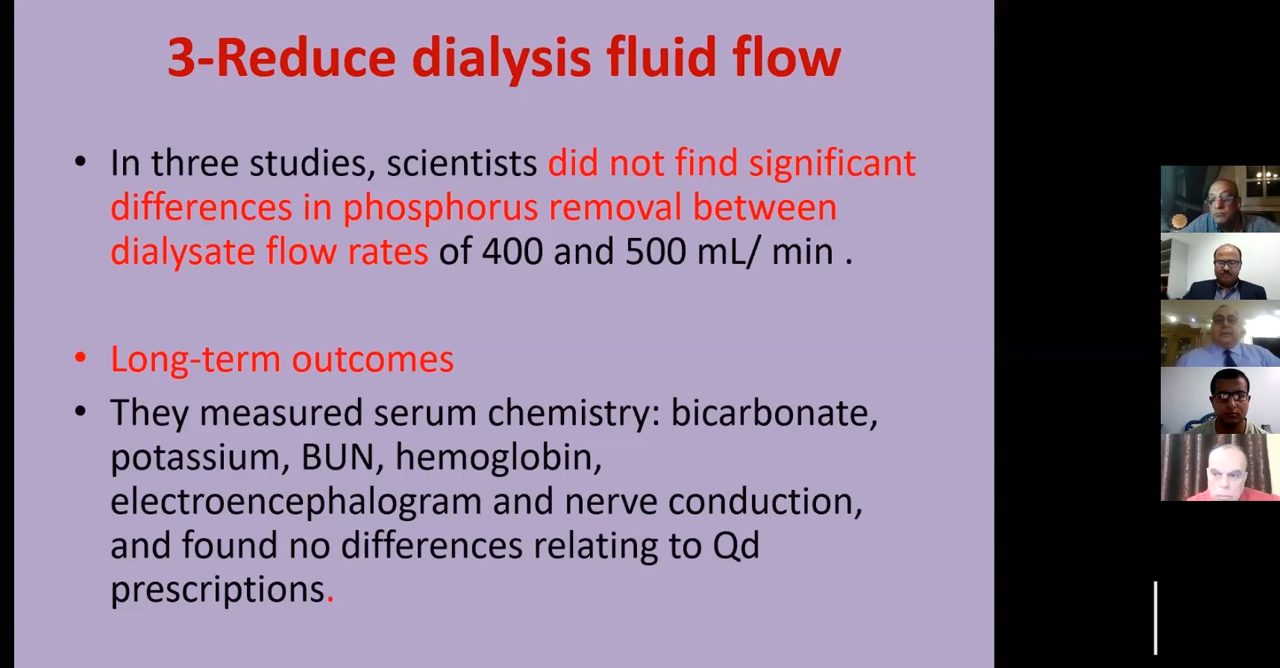 3-Reduce dialysis fluid flow
• In three studies, scientists did not find significant
differences in phosphorus removal between
dialysate flow rates of 400 and 500 mL/ min .
• Long-term outcomes
• They measured serum chemistry: bicarbonate,
potassium, BUN, hemoglobin,
electroencephalogram and nerve conduction,
and found no differences relating to Qd
prescriptions.